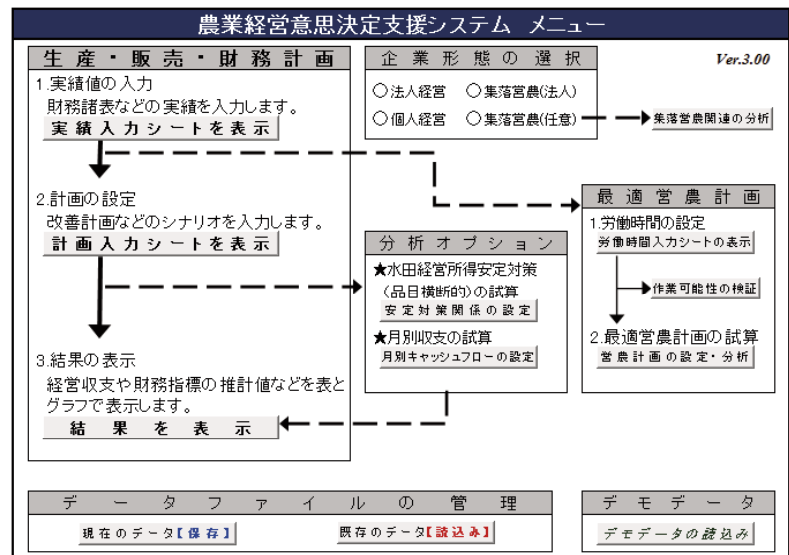 農業経営意思決定支援システム メニュー
生産・販売・財務計画
1.実績値の入力
財務諸表などの実績を入力します。
実績入力シートを表示
2.計画の設定
改善計画などのシナリオを入力します。
計画入力シートを表示
3.結果の表示
経営収支や財務指標の推計値などを表と
グラフで表示します。
結果を表示
企業形態の選択
○法人経営 ○集落営農(法人)
○個人経営 ○集落営農(任意)
Ver.3.00
集落営農関連の分析
分析オプション
★水田経営所得安定対策
(品目横断的)の試算
安定対策関係の設定
★月別収支の試算
月別キャッシュフローの設定
最適営農計画
1.労働時間の設定
労働時間入力シートの表示
作業可能性の検証
2.最適営農計画の試算
営農計画の設定・分析
データファイルの管理
現在のデータ【保存】
既存のデータ【読込み】
デモデータ
デモデータの読込み